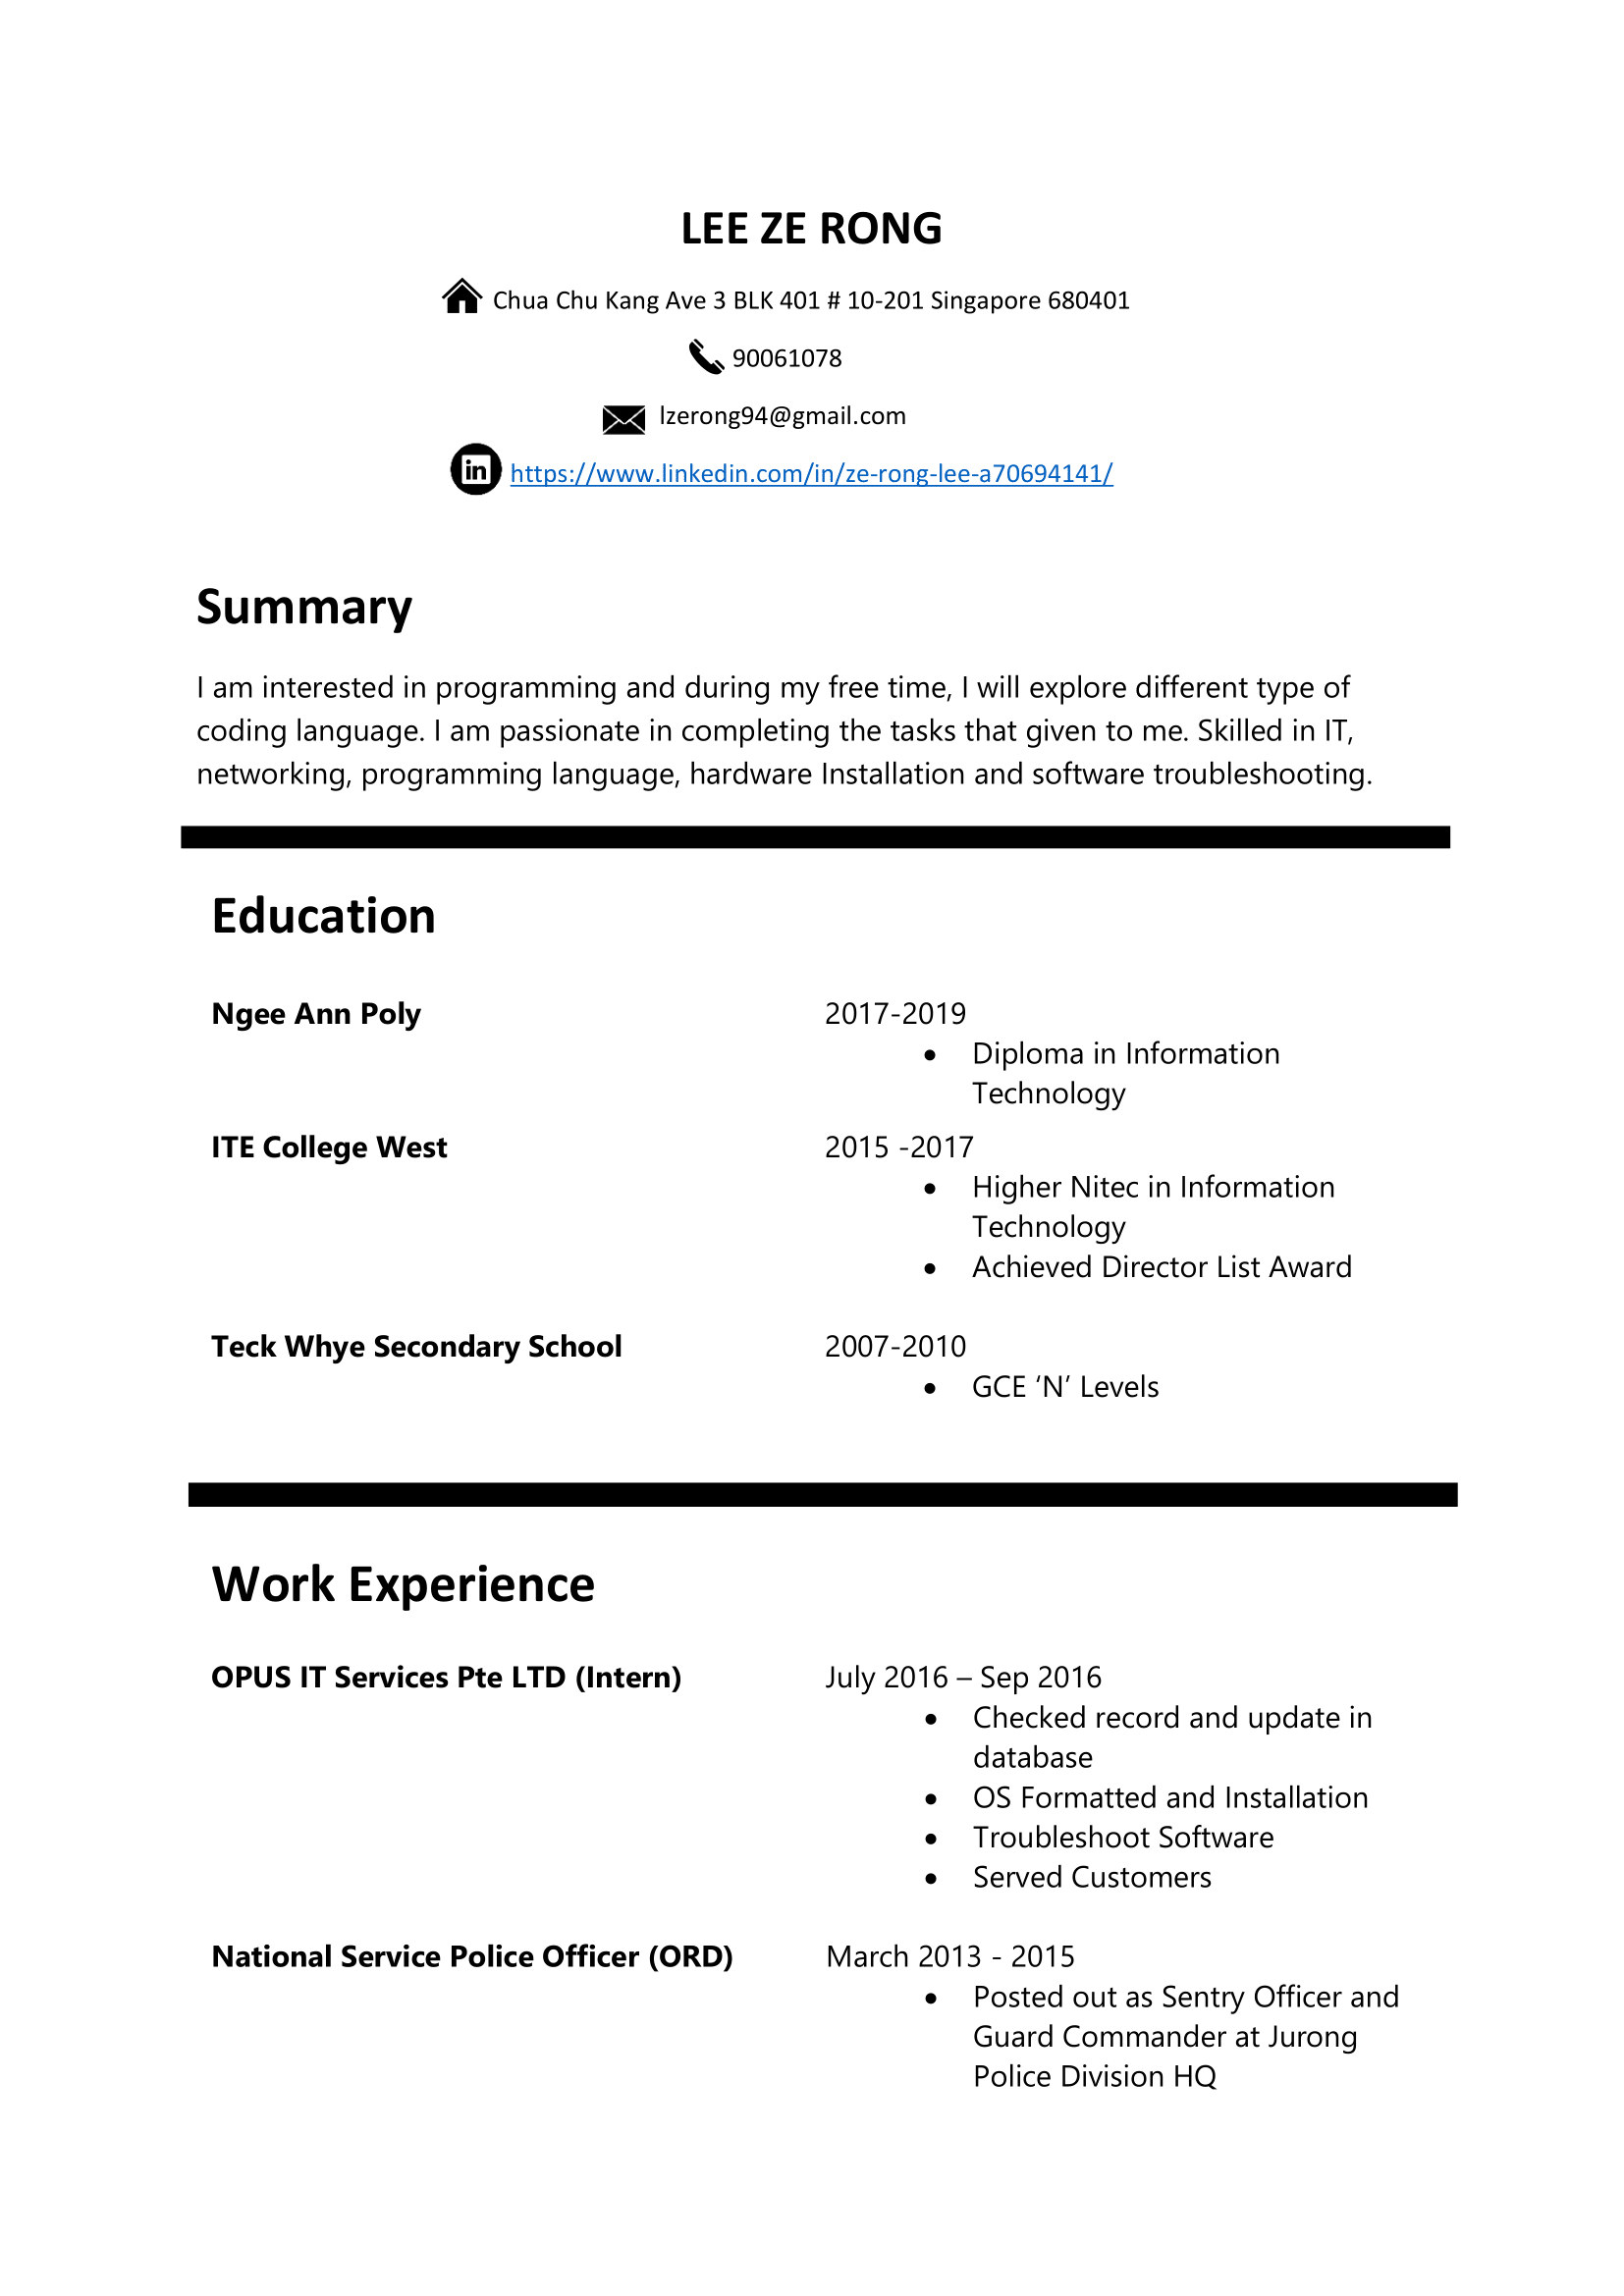 LEE ZE RONG
Chua Chu Kang Ave 3 BLK 401 # 10-201 Singapore 680401
90061078
lzerong94@gmail.com
in https://www.linkedin.com/in/ze-rong-lee-a70694141/
Summary
I am interested in programming and during my free time, I will explore different type of
coding language. I am passionate in completing the tasks that given to me. Skilled in IT,
networking, programming language, hardware Installation and software troubleshooting.
Education
Ngee Ann Poly 2017-2019
• Diploma in Information
Technology
ITE College West 2015 -2017
• Higher Nitec in Information
Technology
• Achieved Director List Award
Teck Whye Secondary School 2007-2010
• GCE ‘N’ Levels
Work Experience
OPUS IT Services Pte LTD (Intern) July 2016 – Sep 2016
• Checked record and update in
database
• OS Formatted and Installation
• Troubleshoot Software
• Served Customers
National Service Police Officer (ORD) March 2013 - 2015
• Posted out as Sentry Officer and
Guard Commander at Jurong
Police Division HQ